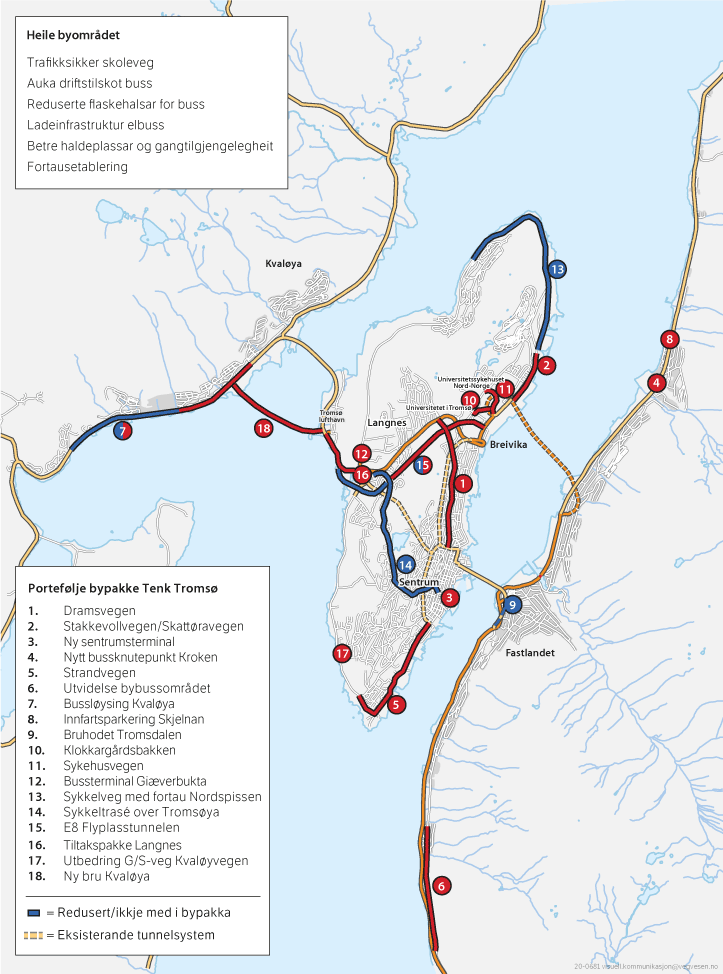 Heile byområdet
Trafikksikker skoleveg
Auka driftstilskot buss
Reduserte flaskehalsar for buss
Ladeinfrastruktur elbuss
Betre haldeplassar og gangtilgjengelegheit
Fortausetablering
Kvaløya
13
8
2
4
Universitetssykehuset
Nord-Norge
11
10
Universitetet i Tromsø
Tromsø
lufthavn
Langnes
7
18
Breivika
12
15
16
1
14
Sentrum
3
9
17
Fastlandet
5
6
Portefølje bypakke Tenk Tromsø
1. Dramsvegen
2. Stakkevollvegen/Skattøravegen
3. Ny sentrumsterminal
4. Nytt bussknutepunkt Kroken
5. Strandvegen
6. Utvidelse bybussområdet
7. Bussløysing Kvaløya
8. Innfartsparkering Skjelnan
9. Bruhodet Tromsdalen
10. Klokkargårdsbakken
11. Sykehusvegen
12. Bussterminal Giæverbukta
13. Sykkelveg med fortau Nordspissen
14. Sykkeltrasé over Tromsøya
15. E8 Flyplasstunnelen
16. Tiltakspakke Langnes
17. Utbedring G/S-veg Kvaløyvegen
18. Ny bru Kvaløya
= Redusert/ikkje med i bypakka
= Eksisterande tunnelsystem